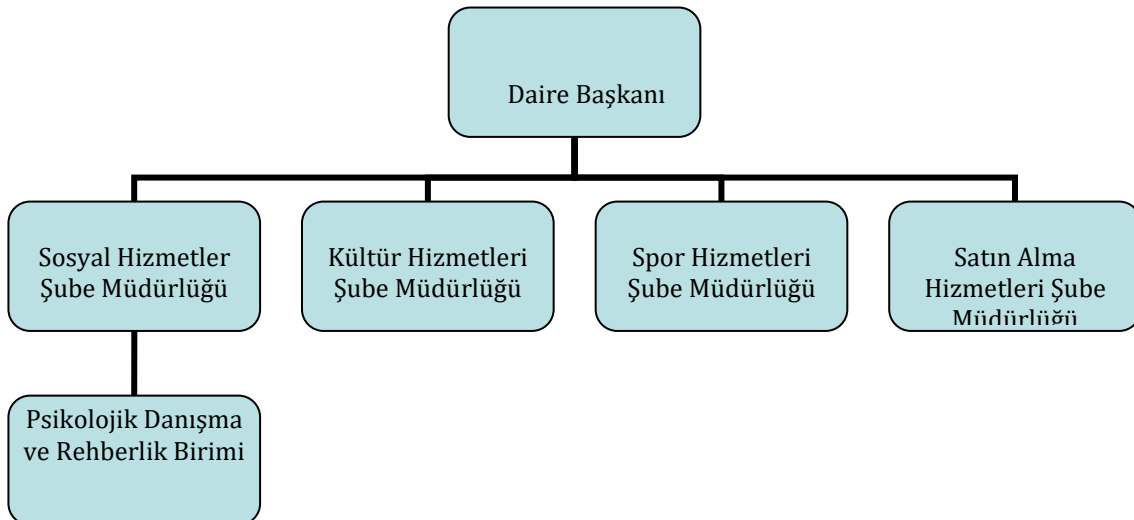 Daire Başkanı
Sosyal Hizmetler
Şube Müdürlüğü
Kültür Hizmetleri
Şube Müdürlüğü
Spor Hizmetleri
Şube Müdürlüğü
Satın Alma
Hizmetleri Şube
Müdürlüğü
Psikolojik Danışma
ve Rehberlik Birimi